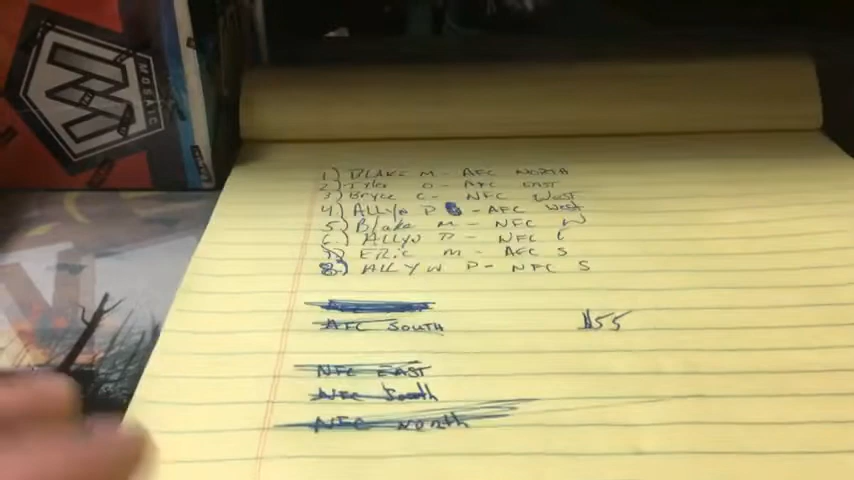 MOSAIC
1) BLAKE M - AFC NORTH
2) Tyler O - AFC EAST
3) Bryce C - NFC West
4) ALLYN P - AFC West
5) Blake M - NFC W
6) ALLYN P - NFC
7) ERIC M - AFC S
8) ALLYN P - NFC S
AFC SOUTH
$55
NFC EAST
NFC South
NFC North